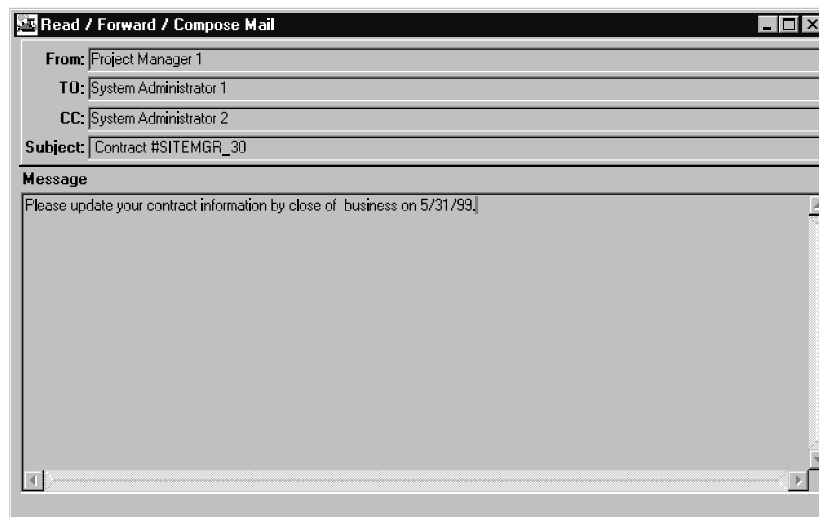 Read / Forward / Compose Mail
From: Project Manager 1
TO: System Administrator 1
CC: System Administrator 2
Subject: Contract #SITEMGR_30
Message
Please update your contract information by close of  business on 5/31/99.